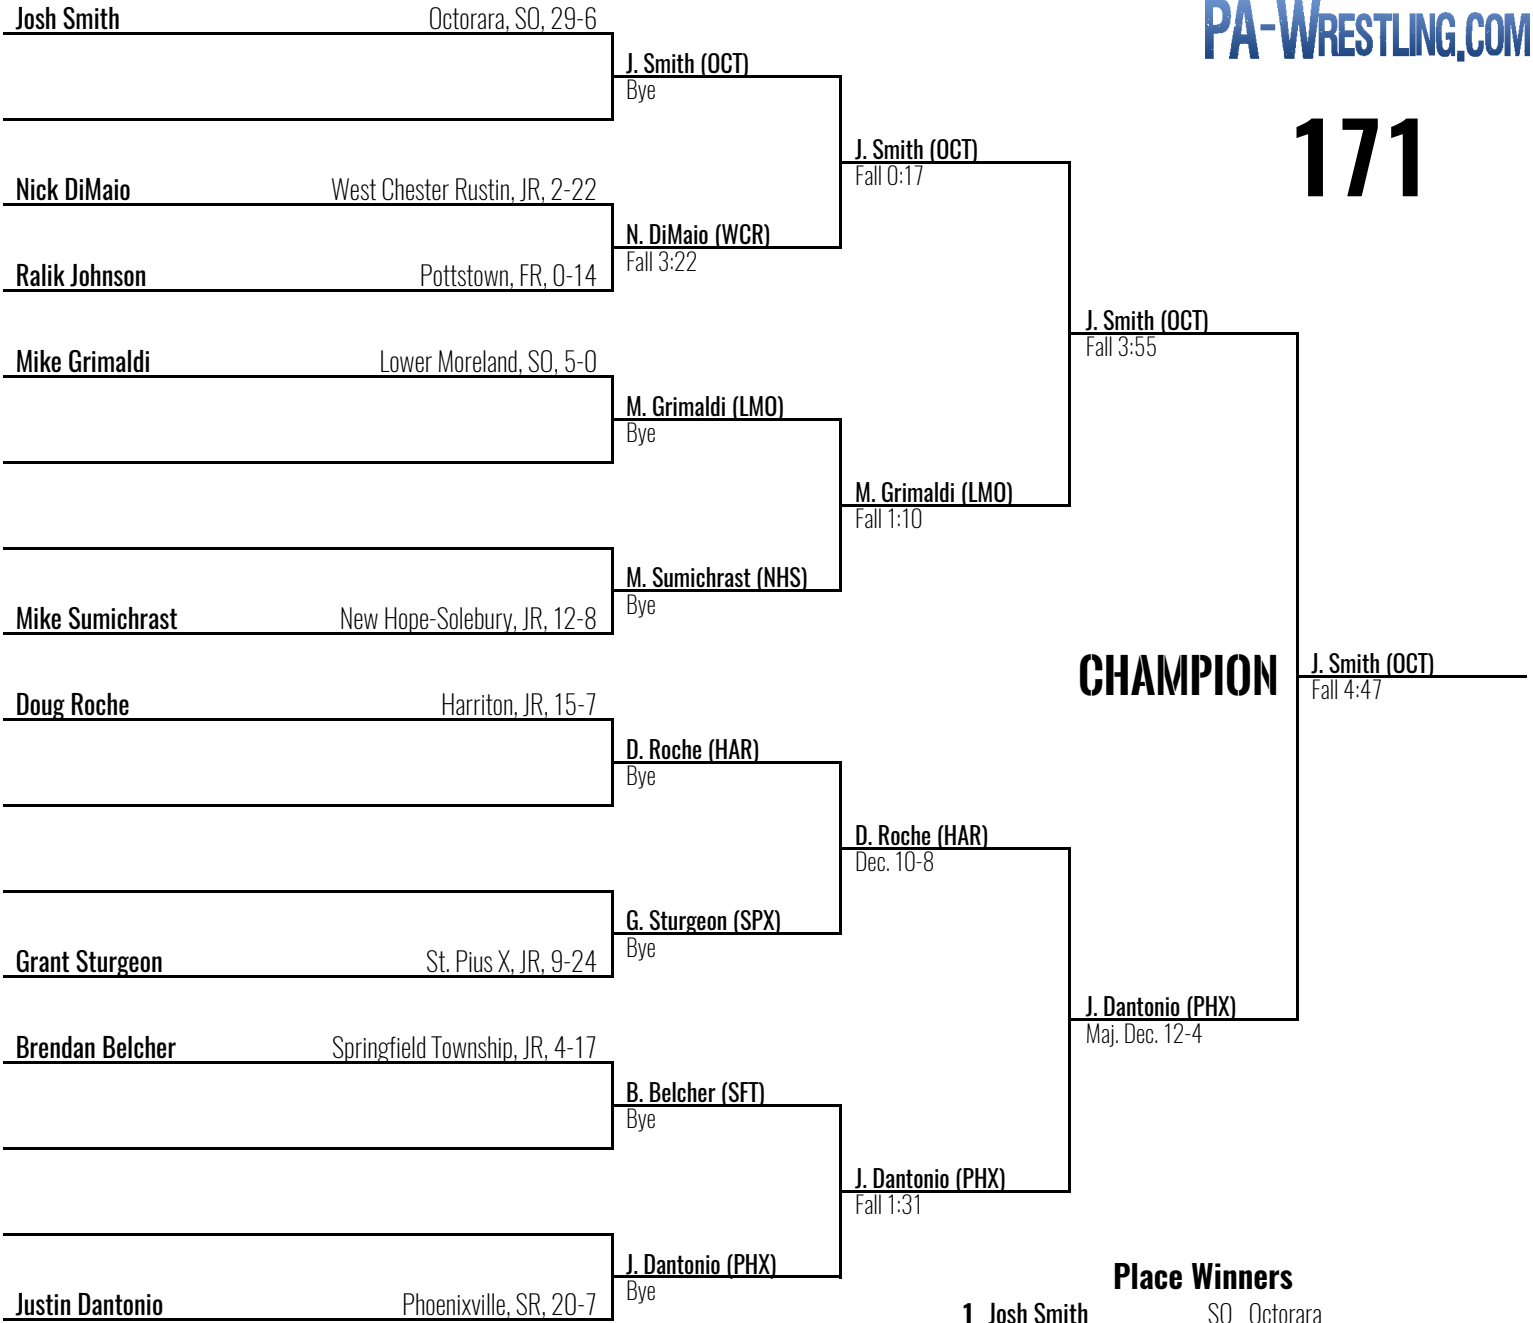 PA-WRESTLING.COM
171
Josh Smith Octorara, SO, 29-6
J. Smith (OCT)
Bye
J. Smith (OCT)
Fall 0:17
Nick DiMaio West Chester Rustin, JR, 2-22
N. DiMaio (WCR)
Fall 3:22
Ralik Johnson Pottstown, FR, 0-14
J. Smith (OCT)
Fall 3:55
Mike Grimaldi Lower Moreland, SO, 5-0
M. Grimaldi (LMO)
Bye
M. Grimaldi (LMO)
Fall 1:10
M. Sumichrast (NHS)
Bye
Mike Sumichrast New Hope-Solebury, JR, 12-8
CHAMPION
J. Smith (OCT)
Fall 4:47
Doug Roche Harriton, JR, 15-7
D. Roche (HAR)
Bye
D. Roche (HAR)
Dec. 10-8
G. Sturgeon (SPX)
Bye
Grant Sturgeon St. Pius X, JR, 9-24
J. Dantonio (PHX)
Maj. Dec. 12-4
Brendan Belcher Springfield Township, JR, 4-17
B. Belcher (SFT)
Bye
J. Dantonio (PHX)
Fall 1:31
J. Dantonio (PHX)
Bye
Justin Dantonio Phoenixville, SR, 20-7
Place Winners
1 Josh Smith SO Octorara